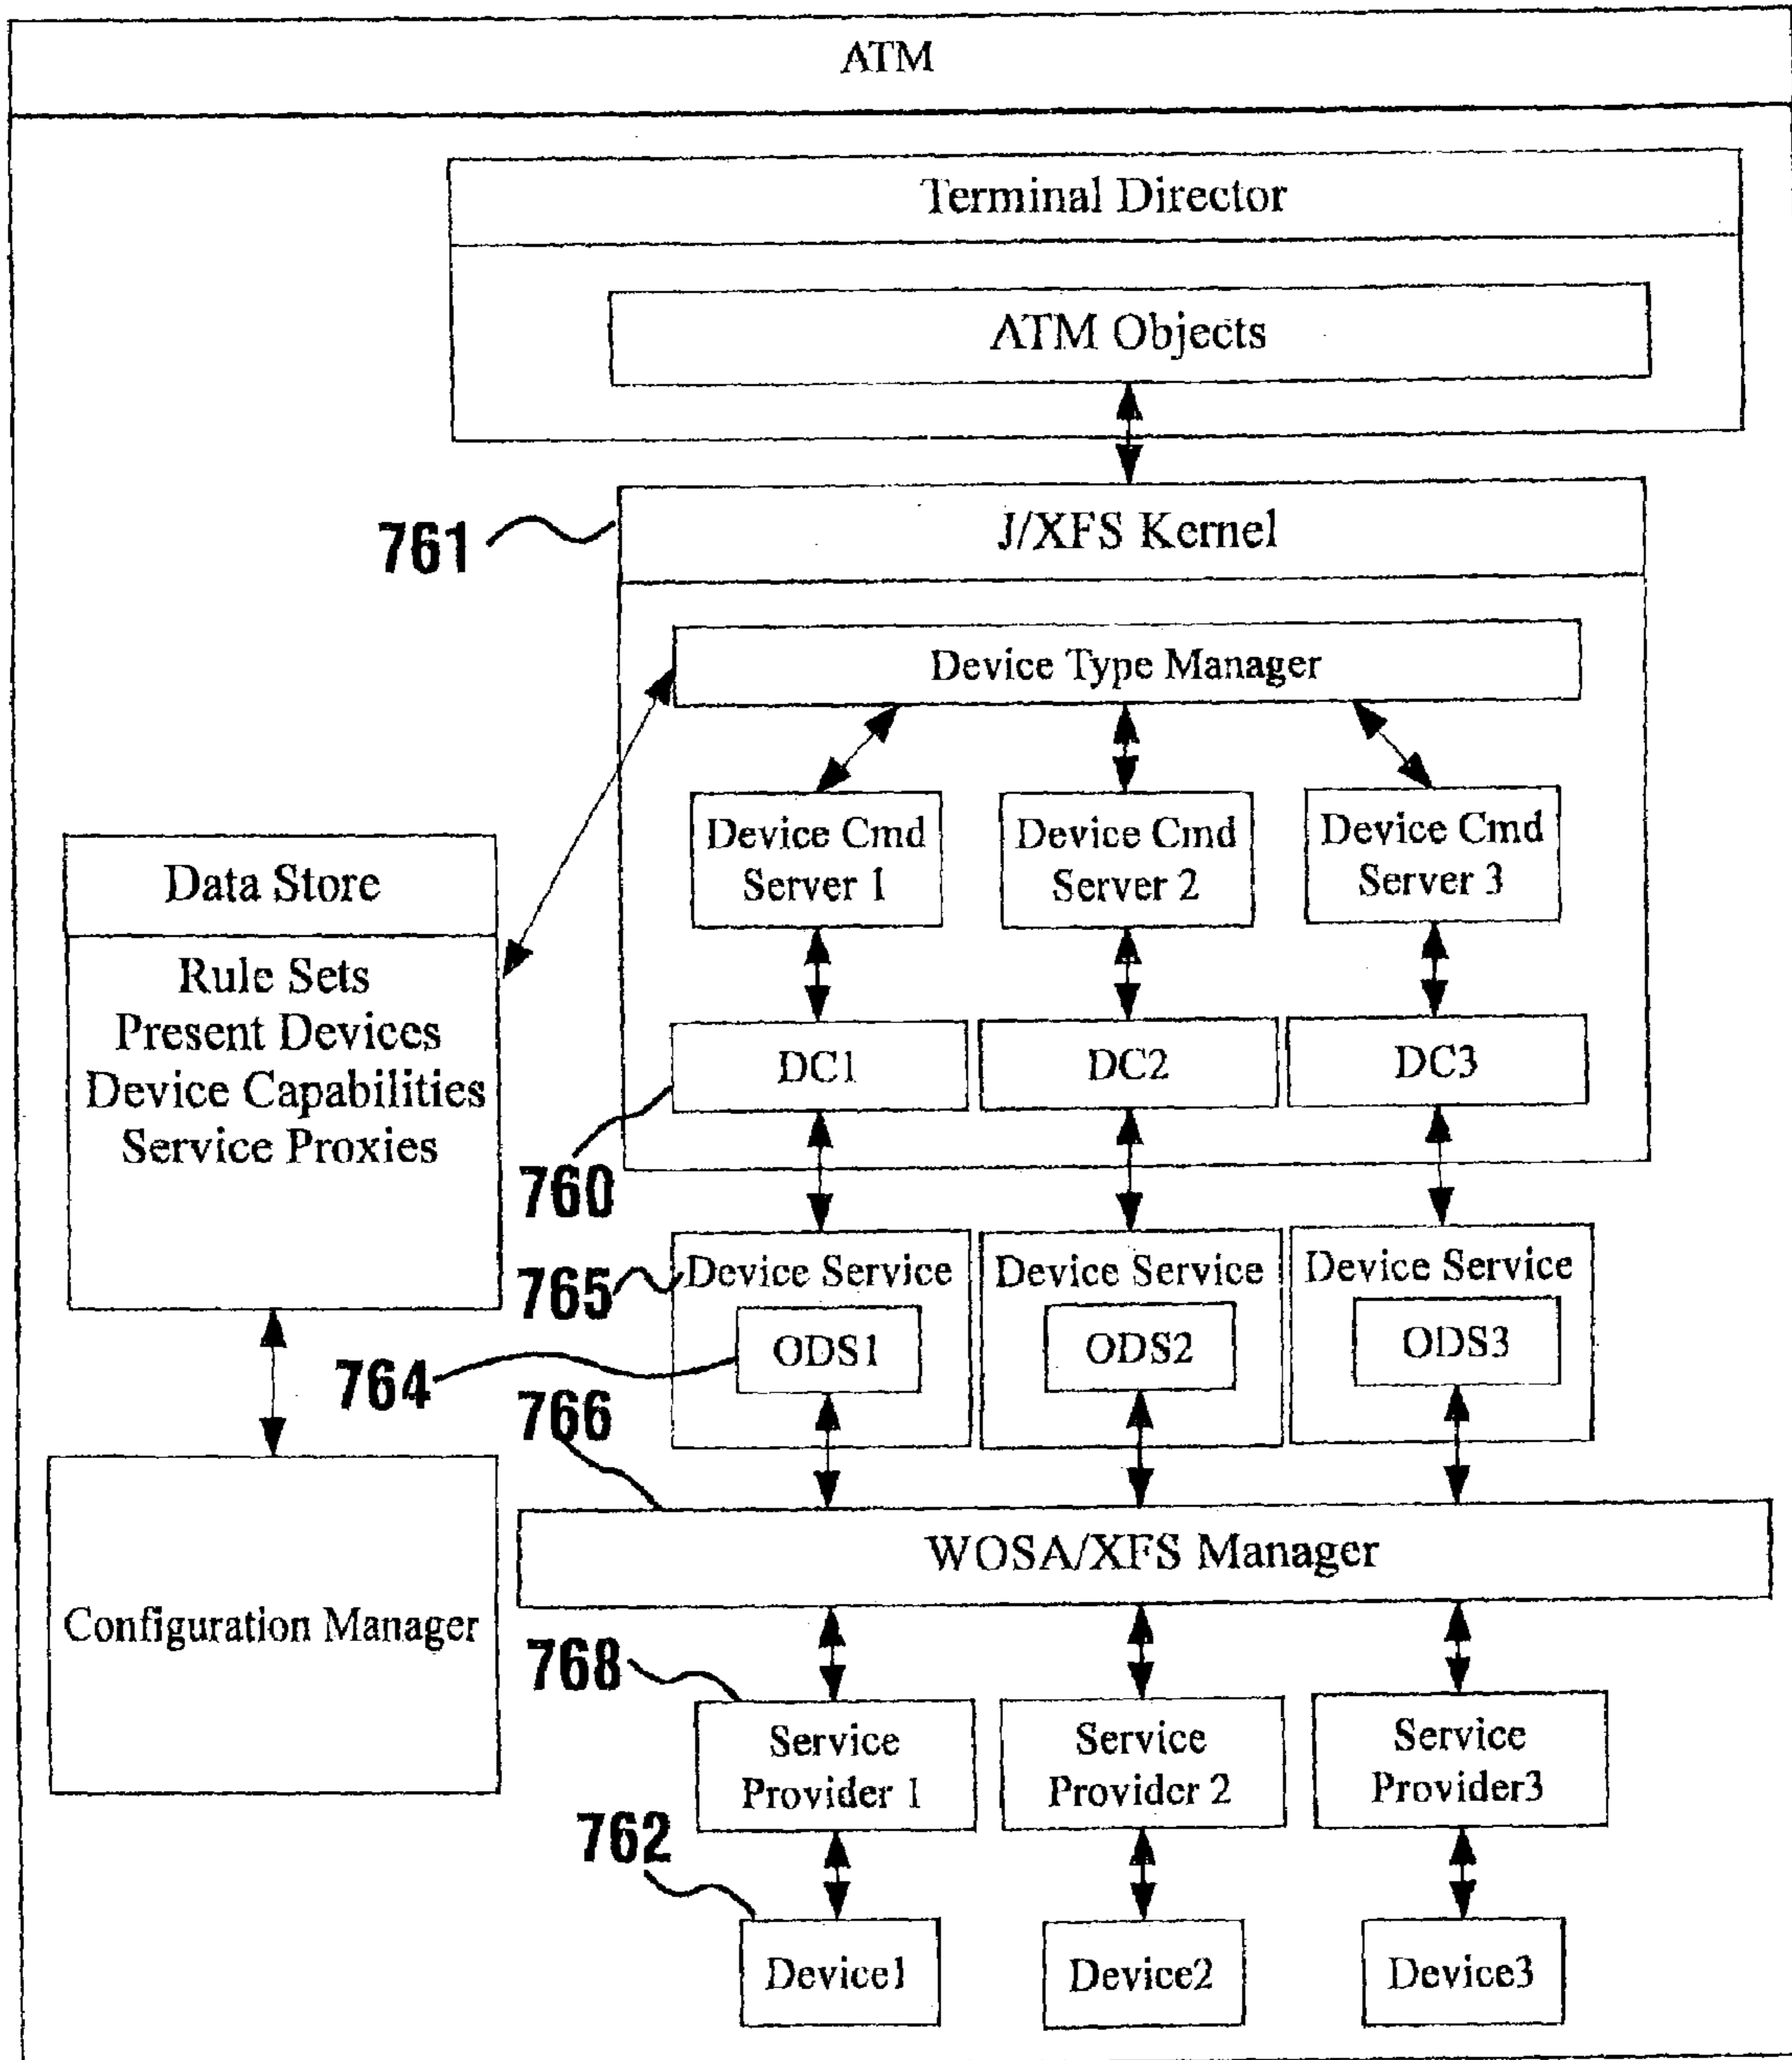 ATM
Terminal Director
ATM Objects
761
J/XFS Kernel
Device Type Manager
Device Cmd
Server 1
Device Cmd
Server 2
Device Cmd
Server 3
Data Store
Rule Sets
Present Devices
Device Capabilities
Service Proxies
DC1
DC2
DC3
760
765
Device Service
Device Service
Device Service
ODS1
ODS2
ODS3
764
766
WOSA/XFS Manager
Configuration Manager
768
Service
Provider 1
Service
Provider 2
Service
Provider3
762
Device1
Device2
Device3